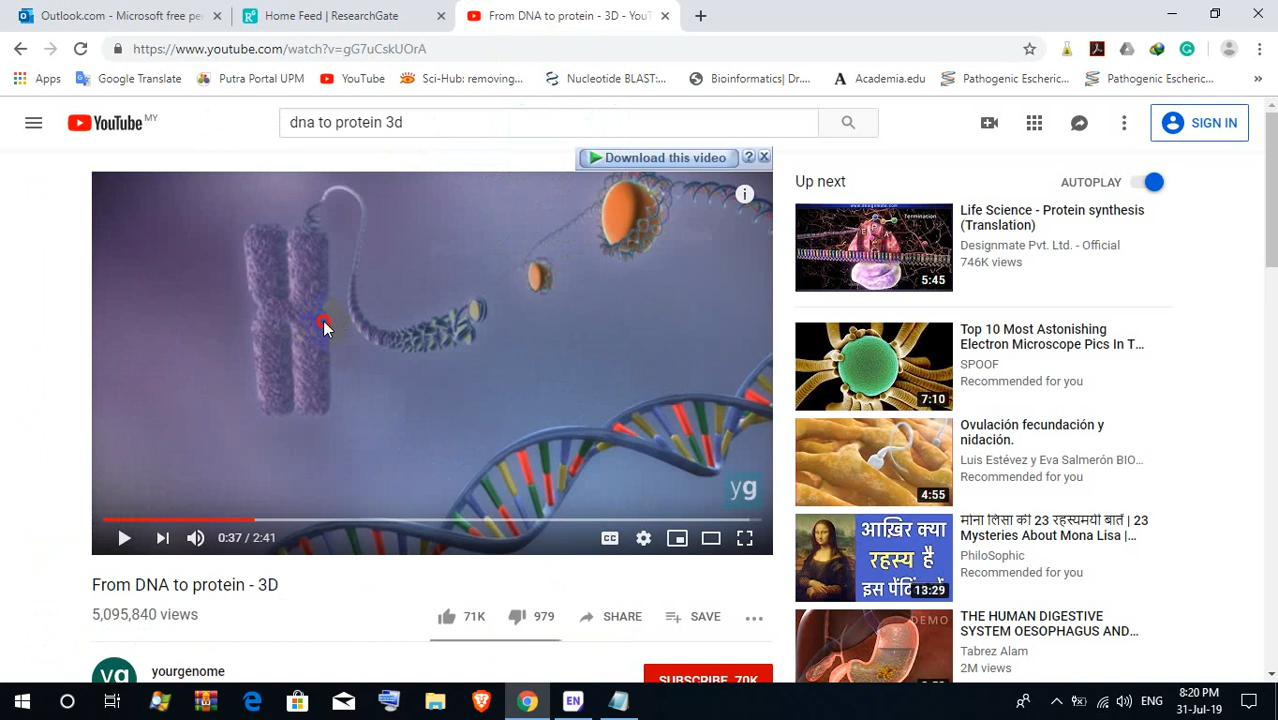 Outlook.com - Microsoft free per
Home Feed | ResearchGate
From DNA to protein - 3D - YouT
https://www.youtube.com/watch?v=gG7uCskUOrA
Apps
Google Translate
Putra Portal UPM
YouTube
Sci-Hub: removing...
Nucleotide BLAST:...
Bioinformatics| Dr....
Academia.edu
Pathogenic Escheric...
Pathogenic Escheric...
YouTube MY
dna to protein 3d
SIGN IN
Download this video
Up next
AUTOPLAY
Life Science - Protein synthesis
(Translation)
Designmate Pvt. Ltd. - Official
746K views
Termination
5:45
Top 10 Most Astonishing
Electron Microscope Pics In T...
SPOOF
Recommended for you
7:10
Ovulación fecundación y
nidación.
Luis Estévez y Eva Salmerón BIO...
Recommended for you
4:55
yg
0:37 / 2:41
CC
मोना लिसा की 23 रहस्यमयी बातें | 23
Mysteries About Mona Lisa |...
PhiloSophic
Recommended for you
आख़िर क्या
रहस्य है
इस पेंटिंग
13:29
From DNA to protein - 3D
5,095,840 views
71K
979
SHARE
SAVE
THE HUMAN DIGESTIVE
SYSTEM OESOPHAGUS AND...
Tabrez Alam
2M views
DEMO
yg
yourgenome
SUBSCRIBE 70K
EN
ENG
8:20 PM
31-Jul-19